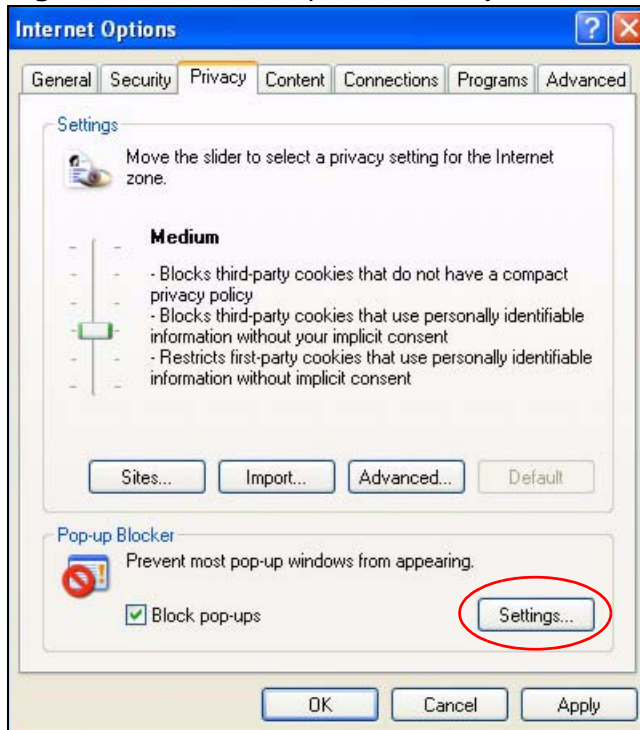 Internet Options
General Security Privacy Content Connections Programs Advanced
Settings
Move the slider to select a privacy setting for the Internet
zone.
Medium
- Blocks third-party cookies that do not have a compact
privacy policy
- Blocks third-party cookies that use personally identifiable
information without your implicit consent
- Restricts first-party cookies that use personally identifiable
information without implicit consent
Sites... Import... Advanced... Default
Pop-up Blocker
Prevent most pop-up windows from appearing.
Block pop-ups Settings...
OK Cancel Apply